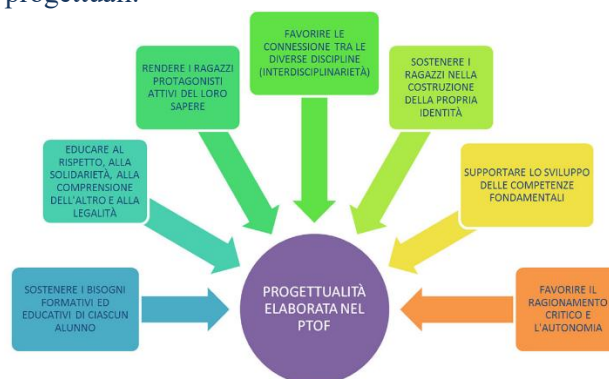 progettuali.
FAVORIRE LE
CONNESSIONE TRA LE
DIVERSE DISCIPLINE
(INTERDISCIPLINARIETÀ)
RENDERE I RAGAZZI
PROTAGONISTI
ATTIVI DEL LORO
SAPERE
SOSTENERE I
RAGAZZI NELLA
COSTRUZIONE
DELLA PROPRIA
IDENTITÀ
EDUCARE AL
RISPETTO, ALLA
SOLIDARIETÀ, ALLA
COMPRENSIONE
DELL'ALTRO E ALLA
LEGALITÀ
SUPPORTARE LO SVILUPPO
DELLE COMPETENZE
FONDAMENTALI
SOSTENERE I BISOGNI
FORMATIVI ED
EDUCATIVI DI CIASCUN
ALUNNO
PROGETTUALITÀ
ELABORATA NEL
PTOF
FAVORIRE IL
RAGIONAMENTO
CRITICO E
L'AUTONOMIA